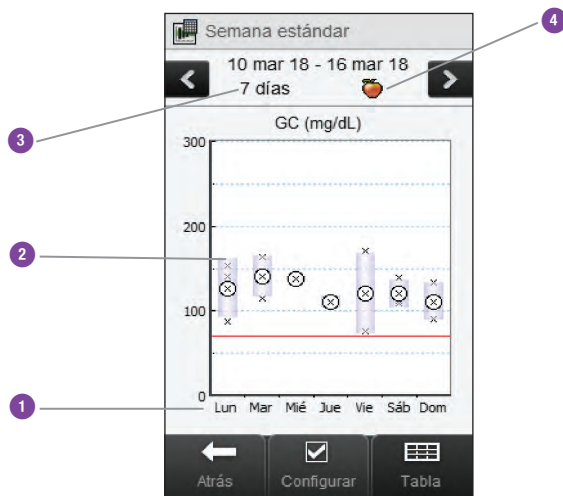 4
Semana estándar
10 mar 18 - 16 mar 18
7 días
3
GC (mg/dL)
300
200
2
100
0
1
Lun Mar Mié Jue Vie Sáb Dom
Atrás Configurar Tabla